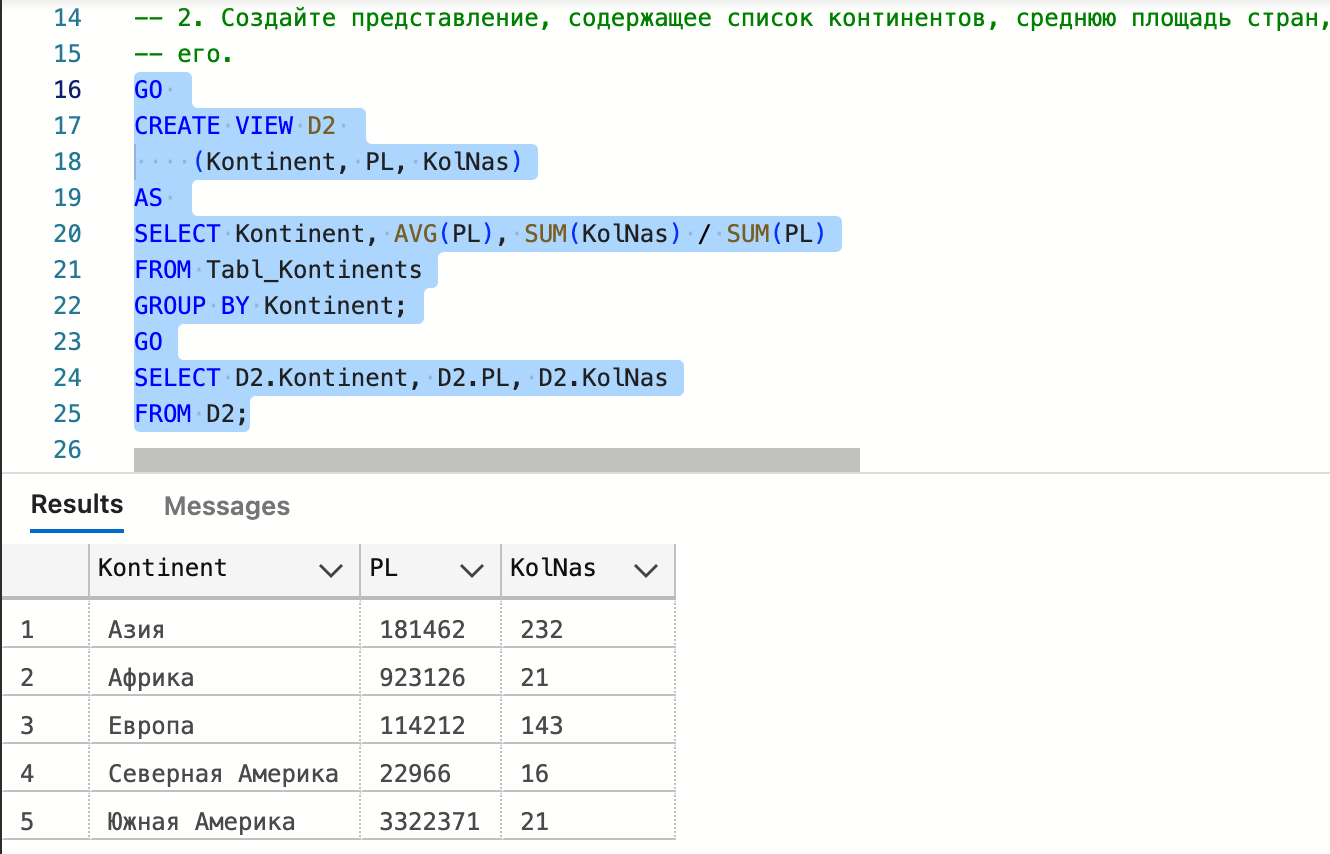 14 -- 2. Создайте представление, содержащее список континентов, среднюю площадь стран,
15 -- его.
16 GO
17 CREATE VIEW D2
18 (Kontinent, PL, KolNas)
19 AS
20 SELECT Kontinent, AVG(PL), SUM(KolNas) / SUM(PL)
21 FROM Tabl_Kontinents
22 GROUP BY Kontinent;
23 GO
24 SELECT D2.Kontinent, D2.PL, D2.KolNas
25 FROM D2;
26
Results Messages
Kontinent PL KolNas
1 Азия 181462 232
2 Африка 923126 21
3 Европа 114212 143
4 Северная Америка 22966 16
5 Южная Америка 3322371 21